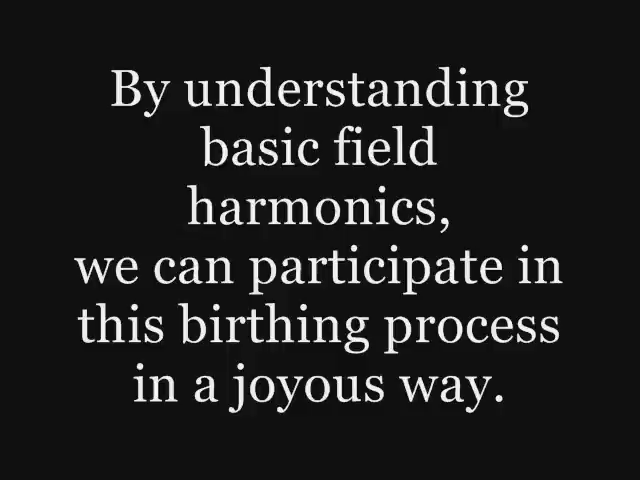 By understanding
basic field
harmonics,
we can participate in
this birthing process
in a joyous way.